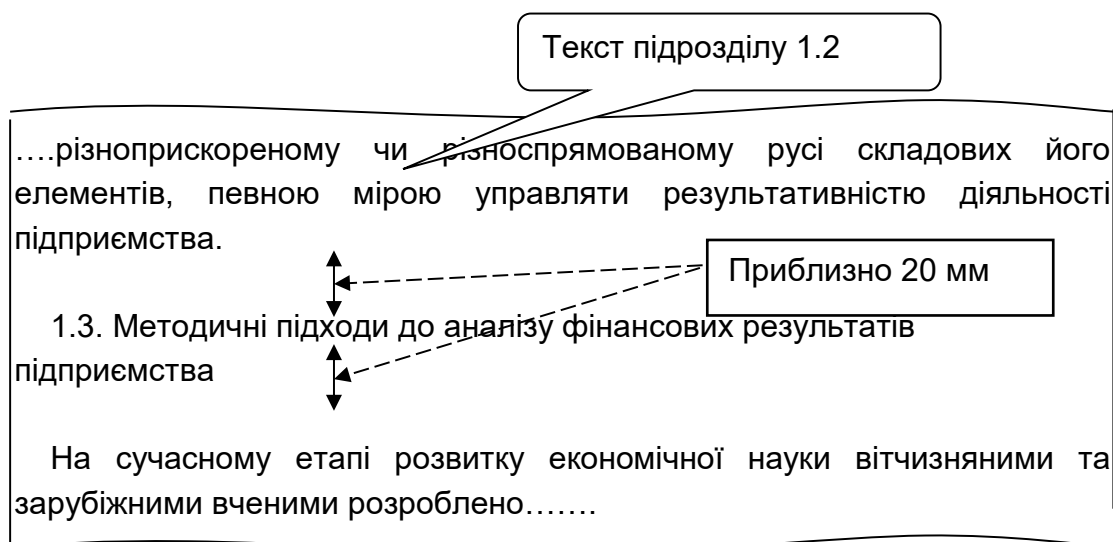 Текст підрозділу 1.2
….різноприскореному чи різноспрямованому русі складових його
елементів, певною мірою управляти результативністю діяльності
підприємства.
Приблизно 20 мм
1.3. Методичні підходи до аналізу фінансових результатів
підприємства
На сучасному етапі розвитку економічної науки вітчизняними та
зарубіжними вченими розроблено…….